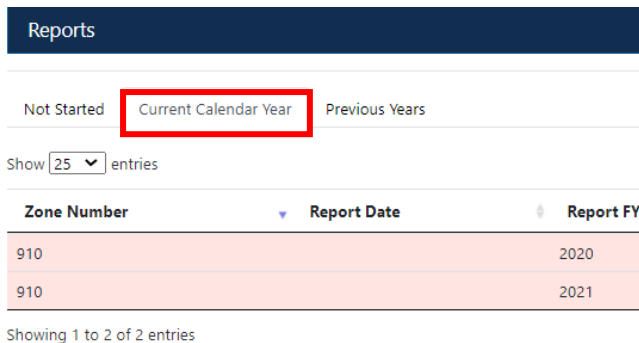 Reports
Not Started Current Calendar Year Previous Years
Show 25 entries
Zone Number Report Date Report FY
910 2020
910 2021
Showing 1 to 2 of 2 entries